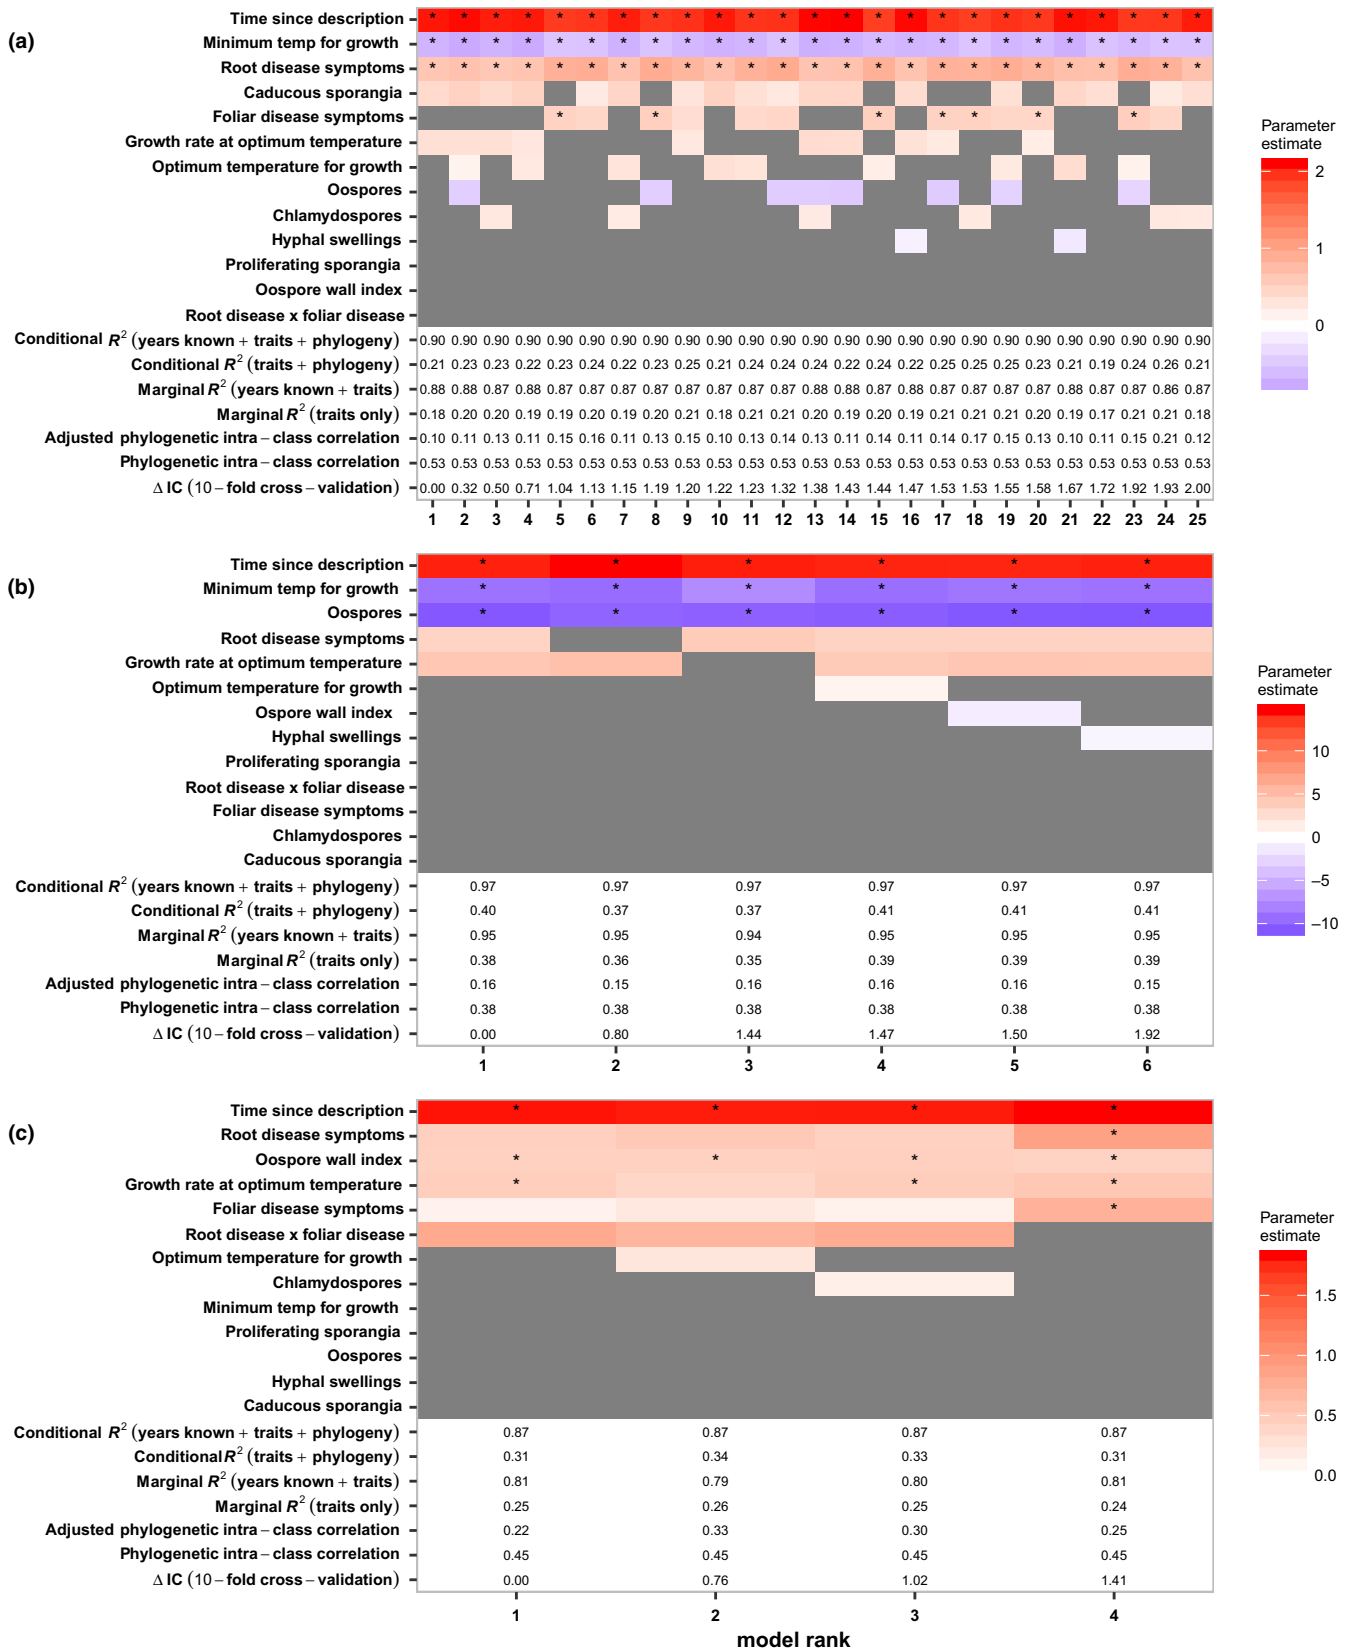 (a)
Time since description * * * * * * * * * * * * * * * * * * * * * * * * *
Minimum temp for growth * * * * * * * * * * * * * * * * * * * * * * * * *
Root disease symptoms * * * * * * * * * * * * * * * * * * * * * * * * *
Caducous sporangia
Foliar disease symptoms * * * * * * *
Growth rate at optimum temperature
Optimum temperature for growth
Oospores
Chlamydospores
Hyphal swellings
Proliferating sporangia
Oospore wall index
Root disease x foliar disease
Conditional R² (years known + traits + phylogeny) 0.90 0.90 0.90 0.90 0.90 0.90 0.90 0.90 0.90 0.90 0.90 0.90 0.90 0.90 0.90 0.90 0.90 0.90 0.90 0.90 0.90 0.90 0.90 0.90 0.90
Conditional R² (traits + phylogeny) 0.21 0.23 0.23 0.22 0.23 0.24 0.22 0.23 0.25 0.21 0.24 0.24 0.24 0.22 0.24 0.22 0.25 0.25 0.25 0.23 0.21 0.19 0.24 0.26 0.21
Marginal R² (years known + traits) 0.88 0.88 0.87 0.88 0.87 0.87 0.87 0.87 0.87 0.87 0.87 0.87 0.88 0.88 0.87 0.88 0.87 0.87 0.87 0.87 0.88 0.87 0.87 0.86 0.87
Marginal R² (traits only) 0.18 0.20 0.20 0.19 0.19 0.20 0.19 0.20 0.21 0.18 0.21 0.21 0.20 0.19 0.20 0.19 0.21 0.21 0.21 0.20 0.19 0.17 0.21 0.21 0.18
Adjusted phylogenetic intra−class correlation 0.10 0.11 0.13 0.11 0.15 0.16 0.11 0.13 0.15 0.10 0.13 0.14 0.13 0.11 0.14 0.11 0.14 0.17 0.15 0.13 0.10 0.11 0.15 0.21 0.12
Phylogenetic intra−class correlation 0.53 0.53 0.53 0.53 0.53 0.53 0.53 0.53 0.53 0.53 0.53 0.53 0.53 0.53 0.53 0.53 0.53 0.53 0.53 0.53 0.53 0.53 0.53 0.53 0.53
Δ IC (10−fold cross−validation) 0.00 0.32 0.50 0.71 1.04 1.13 1.15 1.19 1.20 1.22 1.23 1.32 1.38 1.43 1.44 1.47 1.53 1.53 1.55 1.58 1.67 1.72 1.92 1.93 2.00
1 2 3 4 5 6 7 8 9 10 11 12 13 14 15 16 17 18 19 20 21 22 23 24 25
Parameter
estimate
2
1
0
(b)
Time since description * * * * * *
Minimum temp for growth * * * * * *
Oospores * * * * * *
Root disease symptoms
Growth rate at optimum temperature
Optimum temperature for growth
Ospore wall index
Hyphal swellings
Proliferating sporangia
Root disease x foliar disease
Foliar disease symptoms
Chlamydospores
Caducous sporangia
Conditional R² (years known + traits + phylogeny) 0.97 0.97 0.97 0.97 0.97 0.97
Conditional R² (traits + phylogeny) 0.40 0.37 0.37 0.41 0.41 0.41
Marginal R² (years known + traits) 0.95 0.95 0.94 0.95 0.95 0.95
Marginal R² (traits only) 0.38 0.36 0.35 0.39 0.39 0.39
Adjusted phylogenetic intra−class correlation 0.16 0.15 0.16 0.16 0.16 0.15
Phylogenetic intra−class correlation 0.38 0.38 0.38 0.38 0.38 0.38
Δ IC (10−fold cross−validation) 0.00 0.80 1.44 1.47 1.50 1.92
1 2 3 4 5 6
Parameter
estimate
10
5
0
−5
−10
(c)
Time since description * * * *
Root disease symptoms *
Oospore wall index * * * *
Growth rate at optimum temperature * * *
Foliar disease symptoms *
Root disease x foliar disease
Optimum temperature for growth
Chlamydospores
Minimum temp for growth
Proliferating sporangia
Oospores
Hyphal swellings
Caducous sporangia
Conditional R² (years known + traits + phylogeny) 0.87 0.87 0.87 0.87
Conditional R² (traits + phylogeny) 0.31 0.34 0.33 0.31
Marginal R² (years known + traits) 0.81 0.79 0.80 0.81
Marginal R² (traits only) 0.25 0.26 0.25 0.24
Adjusted phylogenetic intra−class correlation 0.22 0.33 0.30 0.25
Phylogenetic intra−class correlation 0.45 0.45 0.45 0.45
Δ IC (10−fold cross−validation) 0.00 0.76 1.02 1.41
1 2 3 4
model rank
Parameter
estimate
1.5
1.0
0.5
0.0